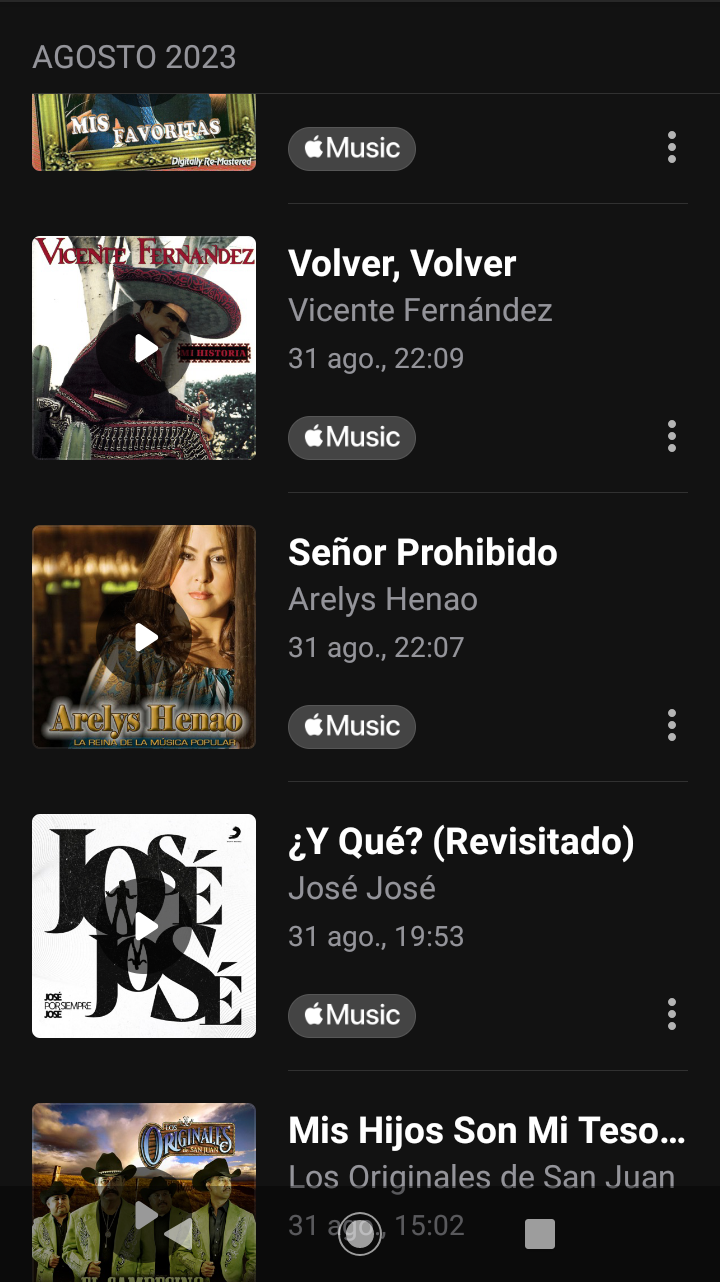 AGOSTO 2023
MIS FAVORITAS
Digitally Re-Mastered
Music
VICENTE FERNANDEZ
MI HISTORIA
Volver, Volver
Vicente Fernández
31 ago., 22:09
Music
Arelys Henao
LA REINA DE LA MÚSICA POPULAR
Señor Prohibido
Arelys Henao
31 ago., 22:07
Music
JOSÉ
JOSÉ
JOSÉ
POR SIEMPRE
JOSÉ
¿Y Qué? (Revisitado)
José José
31 ago., 19:53
Music
LOS
ORIGINALES
de SAN JUAN
EL CAMPESINO
Mis Hijos Son Mi Teso...
Los Originales de San Juan
31 ago., 15:02